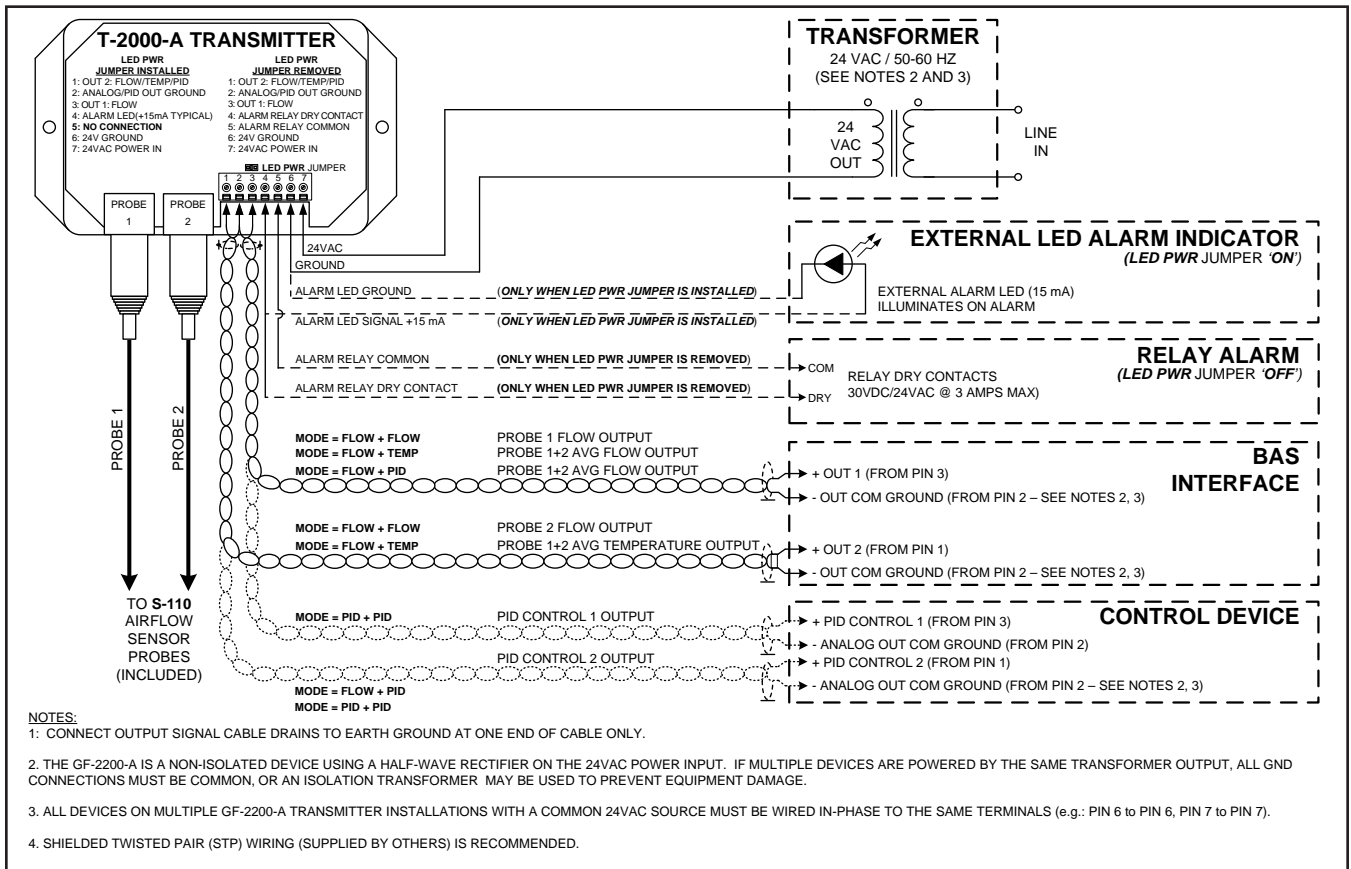 T-2000-A TRANSMITTER
LED PWR
JUMPER INSTALLED
1: OUT 2: FLOW/TEMP/PID
2: ANALOG/PID OUT GROUND
3: OUT 1: FLOW
4: ALARM LED(+15mA TYPICAL)
5: NO CONNECTION
6: 24V GROUND
7: 24VAC POWER IN
LED PWR
JUMPER REMOVED
1: OUT 2: FLOW/TEMP/PID
2: ANALOG/PID OUT GROUND
3: OUT 1: FLOW
4: ALARM RELAY DRY CONTACT
5: ALARM RELAY COMMON
6: 24V GROUND
7: 24VAC POWER IN
LED PWR JUMPER
1 2 3 4 5 6 7
PROBE
1
PROBE
2
TRANSFORMER
24 VAC / 50-60 HZ
(SEE NOTES 2 AND 3)
24
VAC
OUT
LINE
IN
24VAC
GROUND
EXTERNAL LED ALARM INDICATOR
(LED PWR JUMPER 'ON')
EXTERNAL ALARM LED (15 mA)
ILLUMINATES ON ALARM
ALARM LED GROUND (ONLY WHEN LED PWR JUMPER IS INSTALLED)
ALARM LED SIGNAL +15 mA (ONLY WHEN LED PWR JUMPER IS INSTALLED)
RELAY ALARM
(LED PWR JUMPER 'OFF')
ALARM RELAY COMMON (ONLY WHEN LED PWR JUMPER IS REMOVED)
COM
RELAY DRY CONTACTS
30VDC/24VAC @ 3 AMPS MAX)
ALARM RELAY DRY CONTACT (ONLY WHEN LED PWR JUMPER IS REMOVED)
DRY
PROBE 1
PROBE 2
MODE = FLOW + FLOW PROBE 1 FLOW OUTPUT
MODE = FLOW + TEMP PROBE 1+2 AVG FLOW OUTPUT
MODE = FLOW + PID PROBE 1+2 AVG FLOW OUTPUT
BAS
INTERFACE
+ OUT 1 (FROM PIN 3)
- OUT COM GROUND (FROM PIN 2 – SEE NOTES 2, 3)
MODE = FLOW + FLOW PROBE 2 FLOW OUTPUT
MODE = FLOW + TEMP PROBE 1+2 AVG TEMPERATURE OUTPUT
+ OUT 2 (FROM PIN 1)
- OUT COM GROUND (FROM PIN 2 – SEE NOTES 2, 3)
TO S-110
AIRFLOW
SENSOR
PROBES
(INCLUDED)
MODE = PID + PID PID CONTROL 1 OUTPUT
CONTROL DEVICE
+ PID CONTROL 1 (FROM PIN 3)
- ANALOG OUT COM GROUND (FROM PIN 2)
PID CONTROL 2 OUTPUT
+ PID CONTROL 2 (FROM PIN 1)
- ANALOG OUT COM GROUND (FROM PIN 2 – SEE NOTES 2, 3)
MODE = FLOW + PID
MODE = PID + PID
NOTES:
1: CONNECT OUTPUT SIGNAL CABLE DRAINS TO EARTH GROUND AT ONE END OF CABLE ONLY.
2. THE GF-2200-A IS A NON-ISOLATED DEVICE USING A HALF-WAVE RECTIFIER ON THE 24VAC POWER INPUT. IF MULTIPLE DEVICES ARE POWERED BY THE SAME TRANSFORMER OUTPUT, ALL GND
CONNECTIONS MUST BE COMMON, OR AN ISOLATION TRANSFORMER MAY BE USED TO PREVENT EQUIPMENT DAMAGE.
3. ALL DEVICES ON MULTIPLE GF-2200-A TRANSMITTER INSTALLATIONS WITH A COMMON 24VAC SOURCE MUST BE WIRED IN-PHASE TO THE SAME TERMINALS (e.g.: PIN 6 to PIN 6, PIN 7 to PIN 7).
4. SHIELDED TWISTED PAIR (STP) WIRING (SUPPLIED BY OTHERS) IS RECOMMENDED.